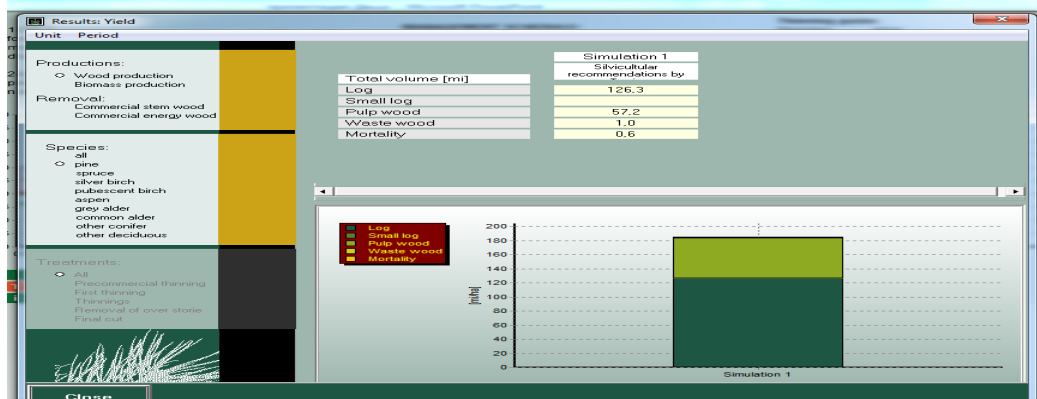 Results: Yield
Unit Period
Productions:
Wood production
Biomass production
Removal:
Commercial stem wood
Commercial energy wood
Species:
all
pine
spruce
silver birch
pubescent birch
aspen
grey alder
common alder
other conifer
other deciduous
Treatments:
All
Precommercial thinning
First thinning
Thinnings
Removal of over storie
Final cut
Close
Simulation 1
Silvicultular
recommendations by
Total volume [mi]
Log 126.3
Small log
Pulp wood 57.2
Waste wood 1.0
Mortality 0.6
Log
Small log
Pulp wood
Waste wood
Mortality
[mi/ha]
200
180
160
140
120
100
80
60
40
20
0
Simulation 1